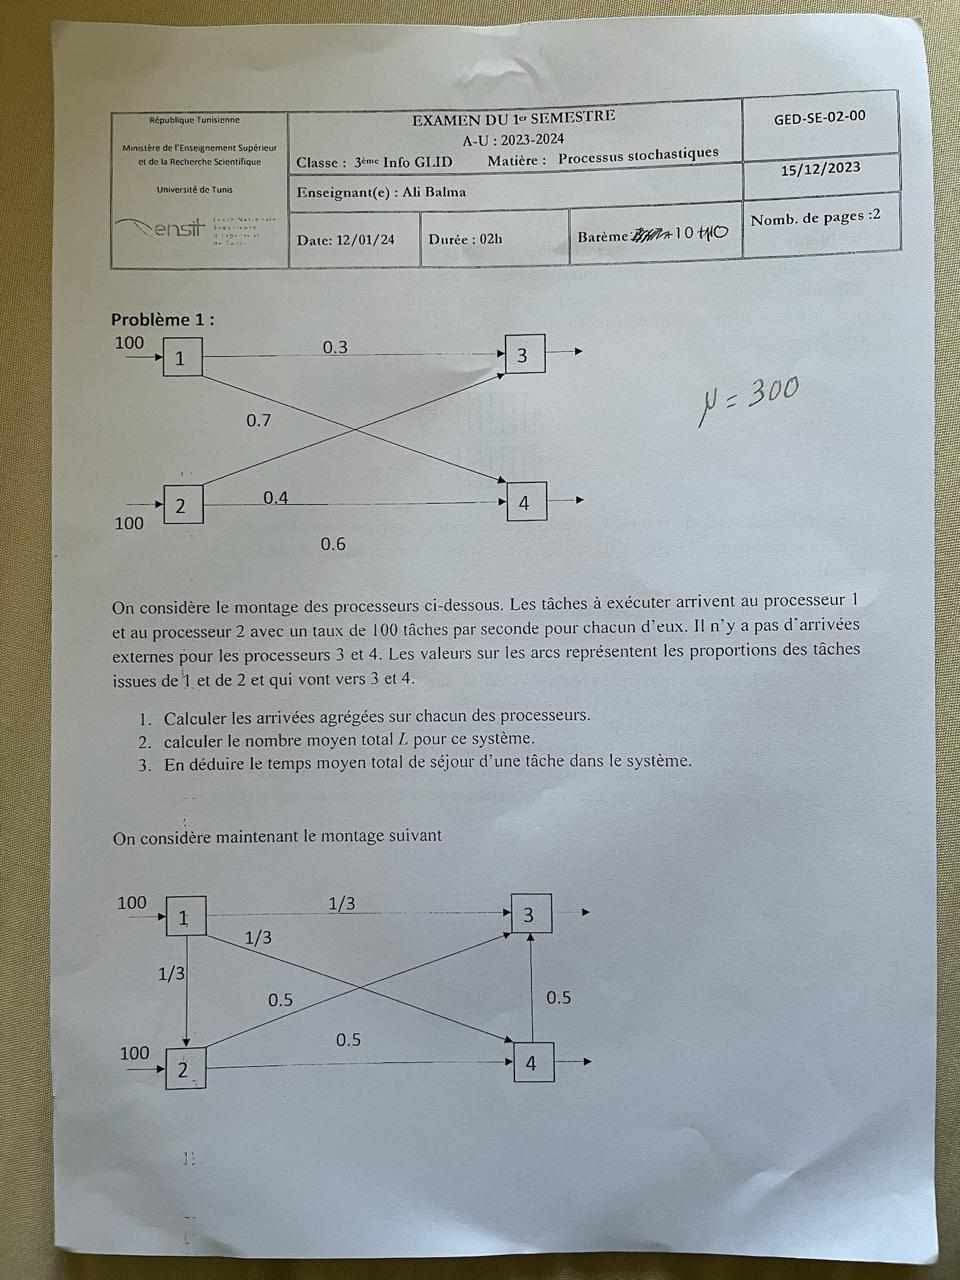 République Tunisienne
Ministère de l'Enseignement Supérieur
et de la Recherche Scientifique
Université de Tunis
ensit
EXAMEN DU 1er SEMESTRE
A-U : 2023-2024
Classe : 3ème Info GLID Matière : Processus stochastiques
Enseignant(e) : Ali Balma
Date: 12/01/24
Durée : 02h
Barème: 10
GED-SE-02-00
15/12/2023
Nomb. de pages :2
Problème 1 :
100
1
0.3
3
μ = 300
0.7
2
0.4
4
100
0.6
On considère le montage des processeurs ci-dessous. Les tâches à exécuter arrivent au processeur 1
et au processeur 2 avec un taux de 100 tâches par seconde pour chacun d'eux. Il n'y a pas d'arrivées
externes pour les processeurs 3 et 4. Les valeurs sur les arcs représentent les proportions des tâches
issues de 1 et de 2 et qui vont vers 3 et 4.
1. Calculer les arrivées agrégées sur chacun des processeurs.
2. calculer le nombre moyen total L pour ce système.
3. En déduire le temps moyen total de séjour d'une tâche dans le système.
On considère maintenant le montage suivant
100
1
1/3
3
1/3
1/3
0.5
0.5
0.5
100
2
4